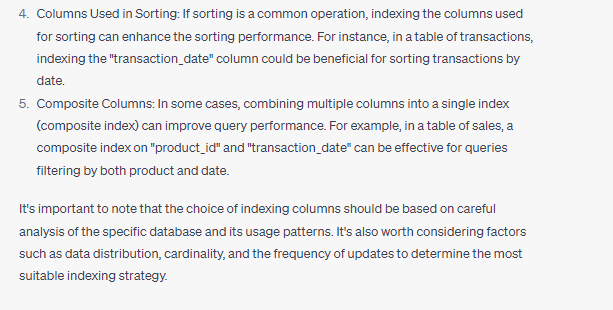 4. Columns Used in Sorting: If sorting is a common operation, indexing the columns used
for sorting can enhance the sorting performance. For instance, in a table of transactions,
indexing the "transaction_date" column could be beneficial for sorting transactions by
date.
5. Composite Columns: In some cases, combining multiple columns into a single index
(composite index) can improve query performance. For example, in a table of sales, a
composite index on "product_id" and "transaction_date" can be effective for queries
filtering by both product and date.
It's important to note that the choice of indexing columns should be based on careful
analysis of the specific database and its usage patterns. It's also worth considering factors
such as data distribution, cardinality, and the frequency of updates to determine the most
suitable indexing strategy.